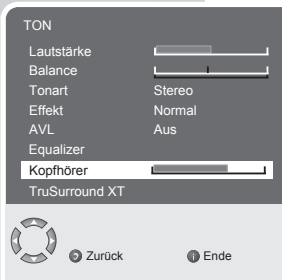 TON
Lautstärke
Balance
Tonart Stereo
Effekt Normal
AVL Aus
Equalizer
Kopfhörer
TruSurround XT
Zurück Ende